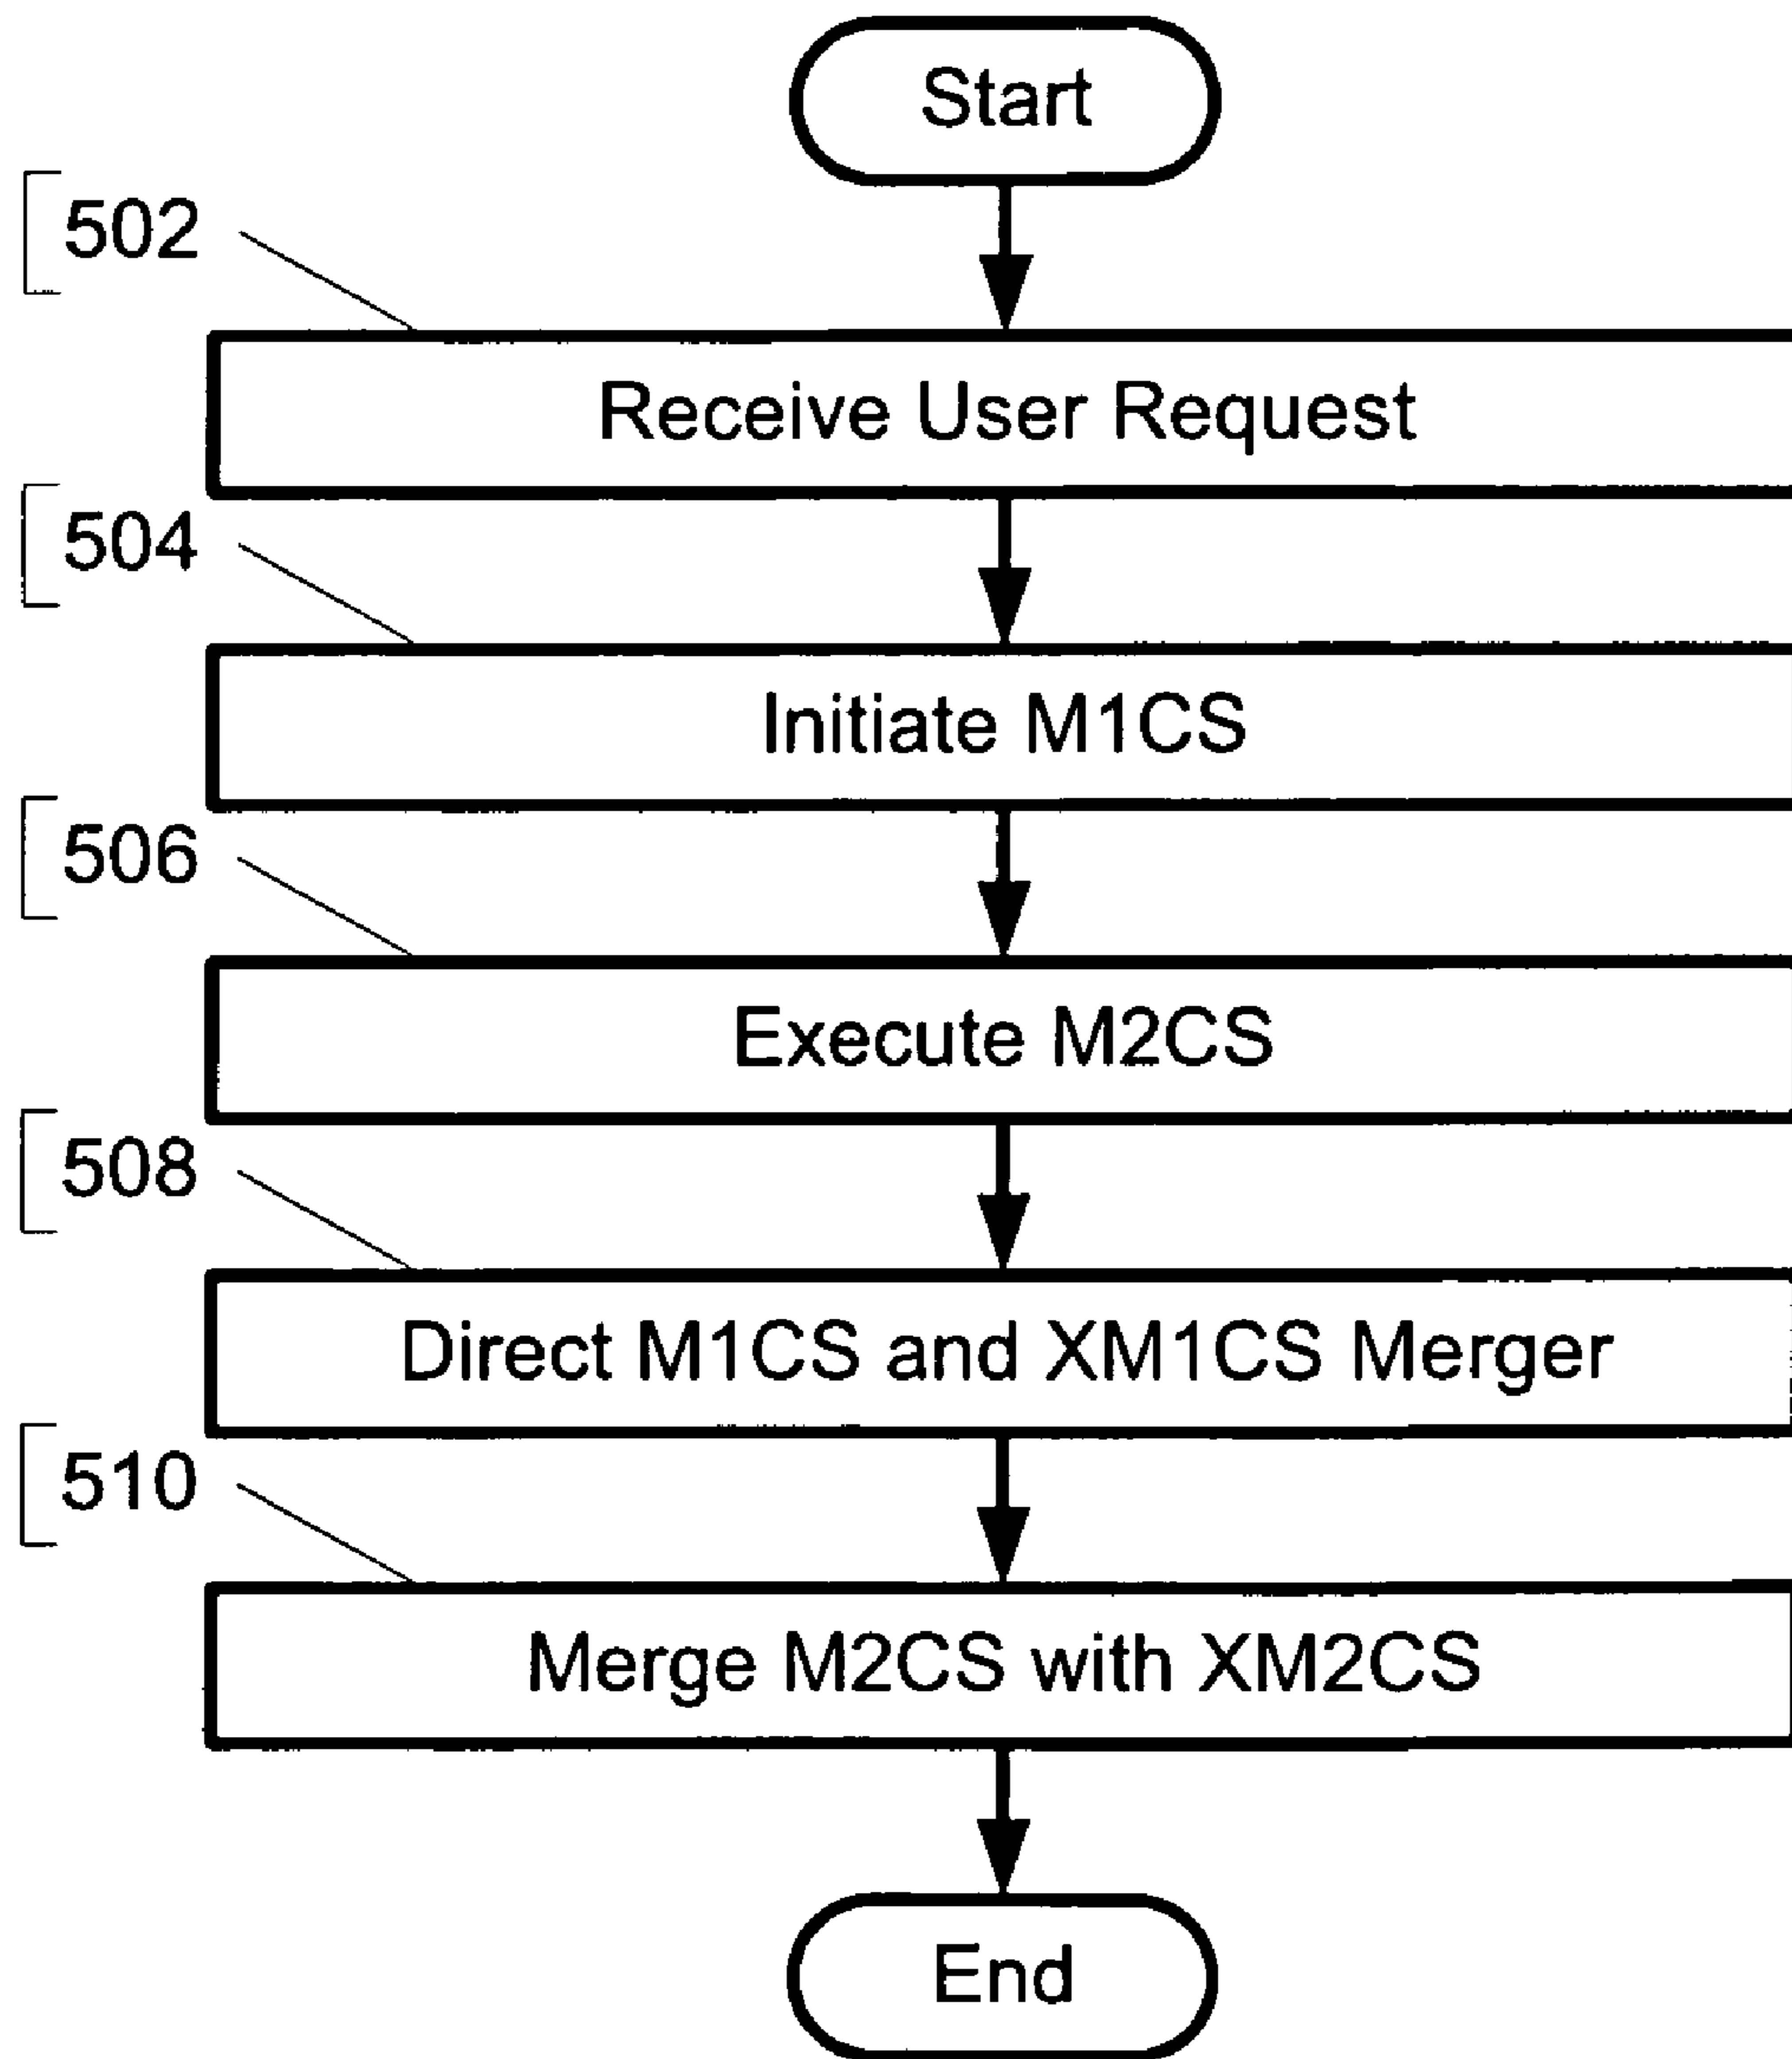 Start
502
Receive User Request
504
Initiate M1CS
506
Execute M2CS
508
Direct M1CS and XM1CS Merger
510
Merge M2CS with XM2CS
End